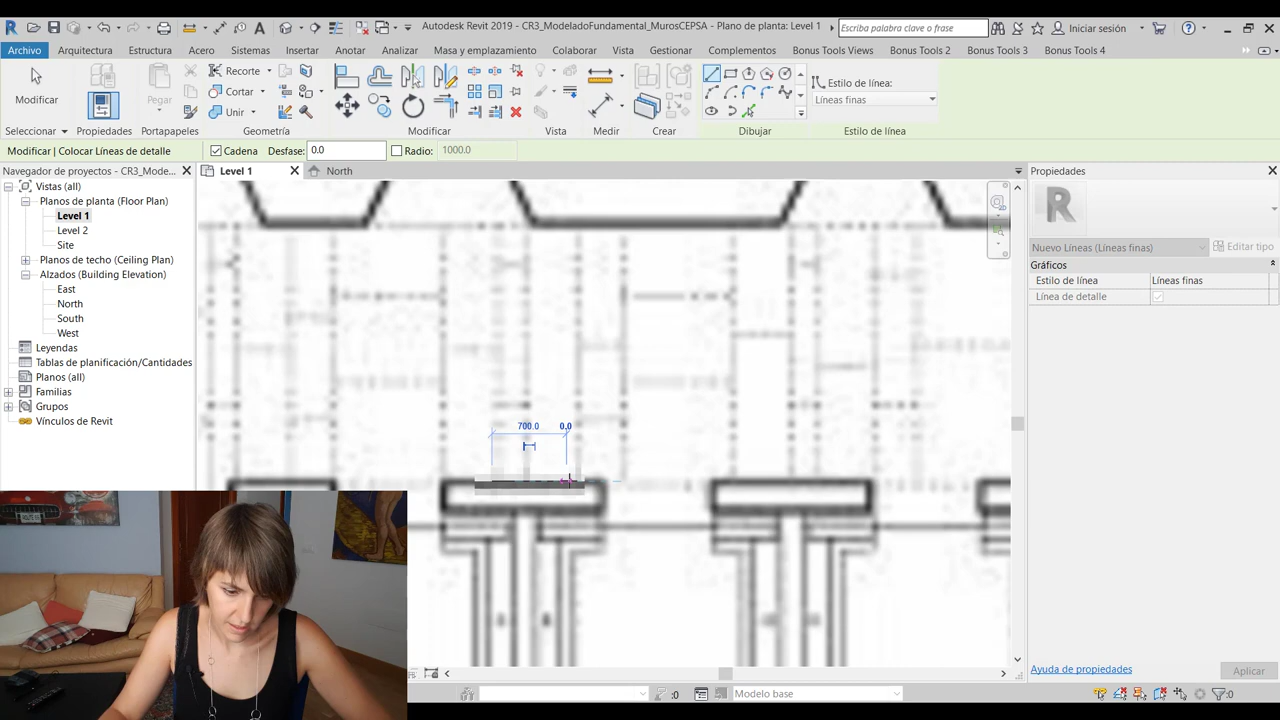 Autodesk Revit 2019 - CR3_ModeladoFundamental_MurosCEPSA - Plano de planta: Level 1
Escriba palabra clave o frase
Iniciar sesión
Archivo Arquitectura Estructura Acero Sistemas Insertar Anotar Analizar Masa y emplazamiento Colaborar Vista Gestionar Complementos Bonus Tools Views Bonus Tools 2 Bonus Tools 3 Bonus Tools 4
Modificar
Pegar
Recorte
Cortar
Unir
Estilo de línea:
Líneas finas
Seleccionar Propiedades Portapapeles Geometría Modificar Vista Medir Crear Dibujar Estilo de línea
Modificar | Colocar Líneas de detalle
Cadena Desfase: 0.0 Radio: 1000.0
Navegador de proyectos - CR3_Mode...
Level 1
North
Propiedades
Vistas (all)
Planos de planta (Floor Plan)
Level 1
Level 2
Site
Planos de techo (Ceiling Plan)
Alzados (Building Elevation)
East
North
South
West
Leyendas
Tablas de planificación/Cantidades
Planos (all)
Familias
Grupos
Vínculos de Revit
R
Nuevo Líneas (Líneas finas)
Editar tipo
Gráficos
Estilo de línea Líneas finas
Línea de detalle
700.0 0.0
Ayuda de propiedades
Aplicar
:0
Modelo base
:0